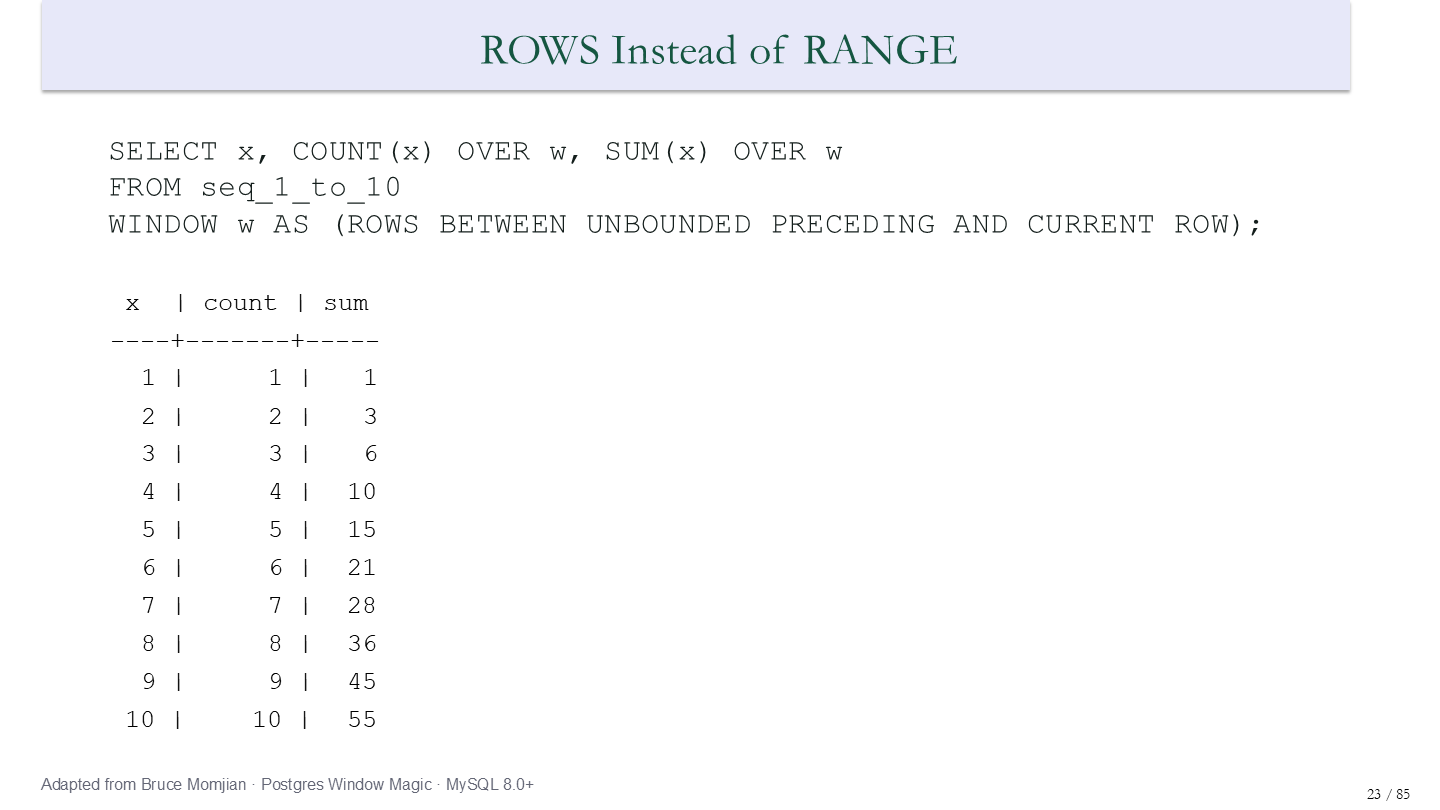 ROWS Instead of RANGE
SELECT x, COUNT(x) OVER w, SUM(x) OVER w
FROM seq_1_to_10
WINDOW w AS (ROWS BETWEEN UNBOUNDED PRECEDING AND CURRENT ROW);
x | count | sum
----+-------+-----
1 | 1 | 1
2 | 2 | 3
3 | 3 | 6
4 | 4 | 10
5 | 5 | 15
6 | 6 | 21
7 | 7 | 28
8 | 8 | 36
9 | 9 | 45
10 | 10 | 55
Adapted from Bruce Momjian · Postgres Window Magic · MySQL 8.0+
23 / 85